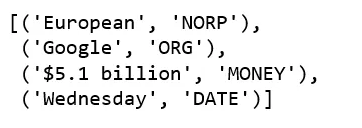 [('European', 'NORP'),
('Google', 'ORG'),
('$5.1 billion', 'MONEY'),
('Wednesday', 'DATE')]